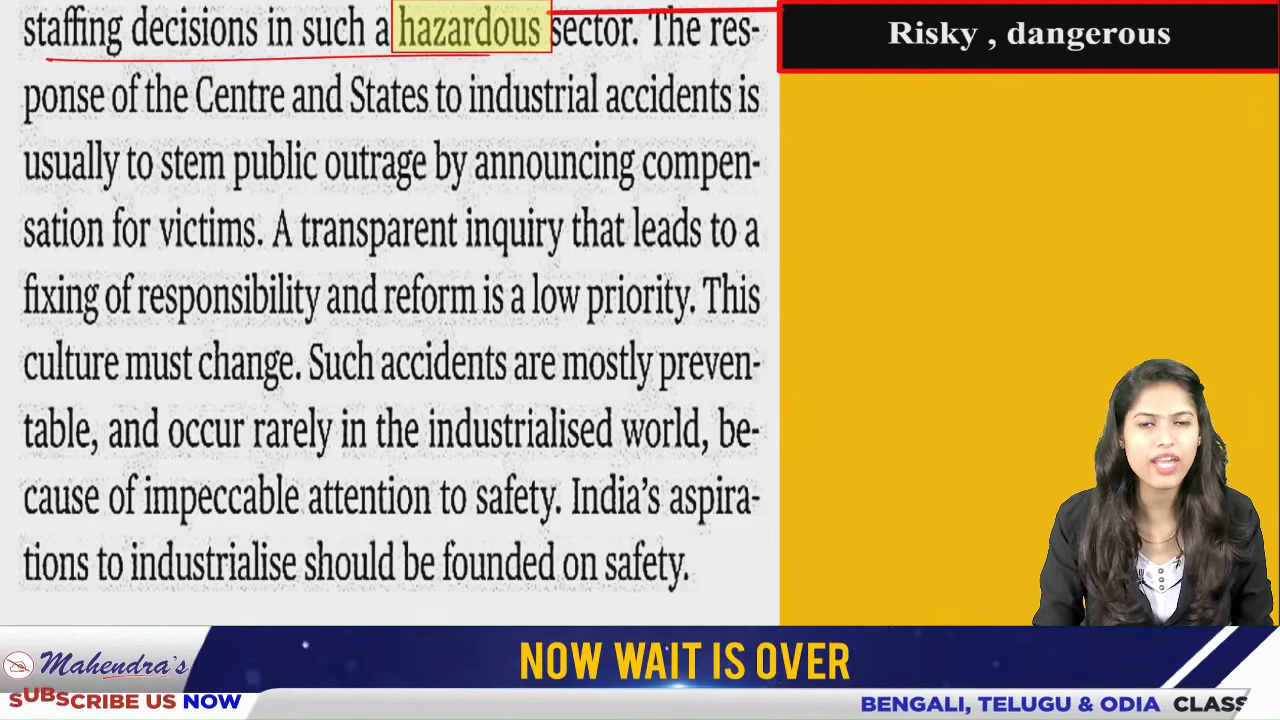 staffing decisions in such a hazardous sector. The res-
ponse of the Centre and States to industrial accidents is
usually to stem public outrage by announcing compen-
sation for victims. A transparent inquiry that leads to a
fixing of responsibility and reform is a low priority. This
culture must change. Such accidents are mostly preven-
table, and occur rarely in the industrialised world, be-
cause of impeccable attention to safety. India's aspira-
tions to industrialise should be founded on safety.
Risky , dangerous
Mahendra's
SUBSCRIBE US NOW
NOW WAIT IS OVER
BENGALI, TELUGU & ODIA CLASS